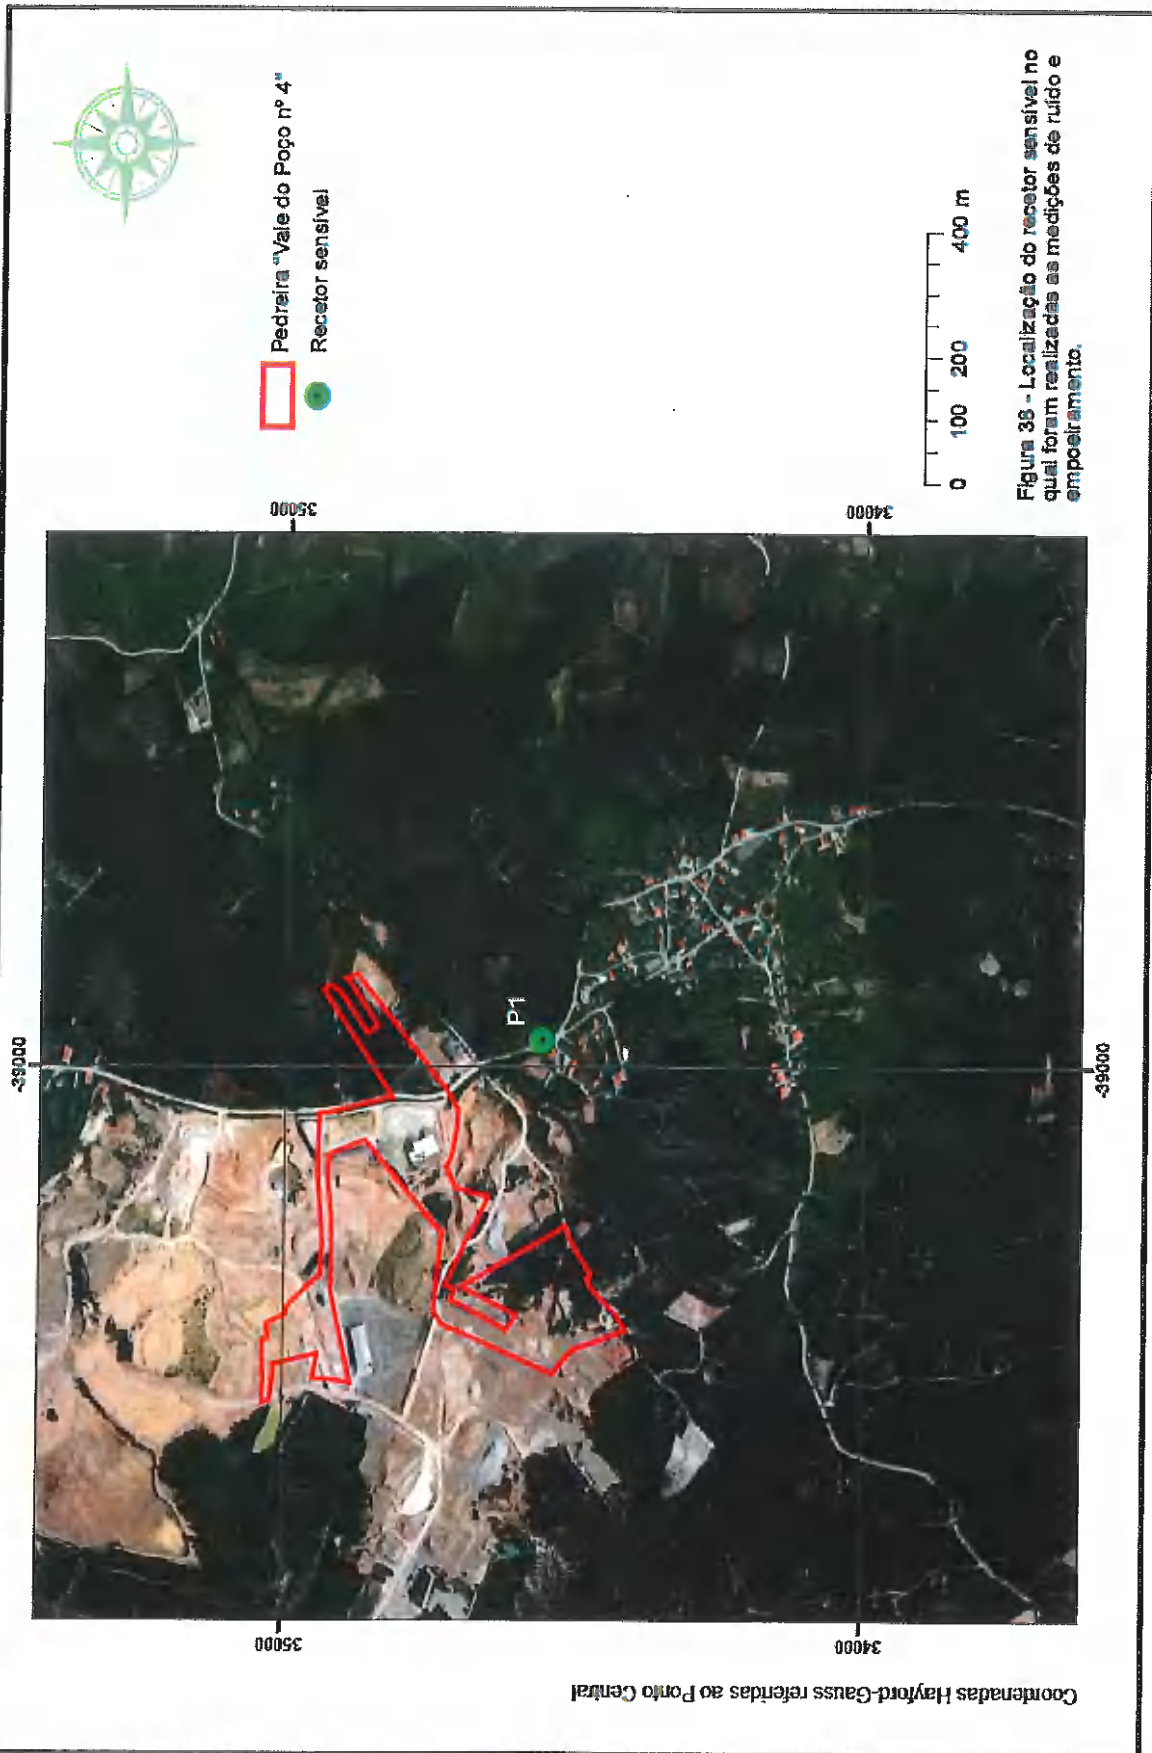 -39000
35000
34000
P1
-39000
35000
34000
Coordenadas Hayford-Gauss referidas ao Ponto Central
Pedreira "Vale do Poço nº 4"
Recetor sensível
0 100 200 400 m
Figura 38 - Localização do recetor sensível no
qual foram realizadas as medições de ruído e
empoeiramento.